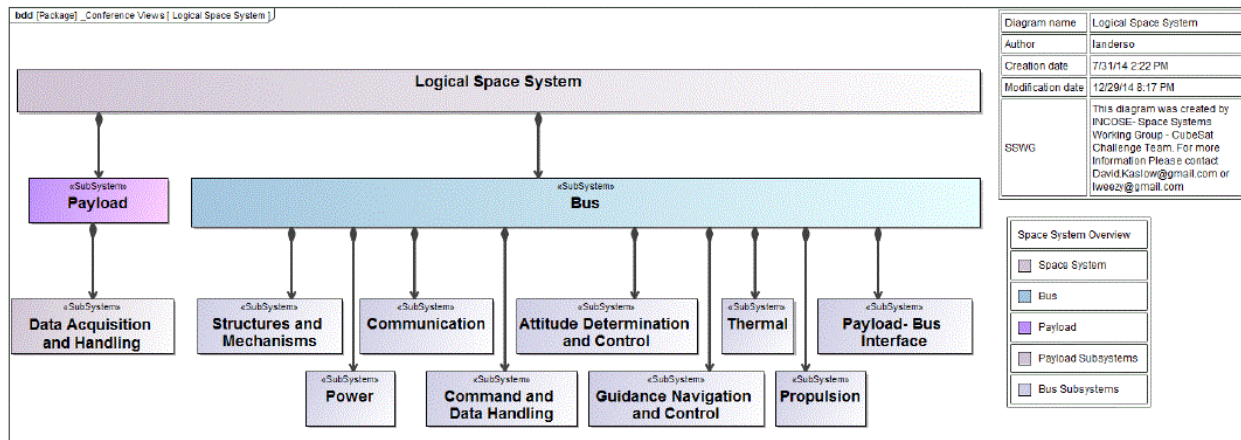 bdd [Package] _Conference Views [ Logical Space System ]
Diagram name Logical Space System
Author landerso
Creation date 7/31/14 2:22 PM
Modification date 12/29/14 8:17 PM
SSWG
This diagram was created by
INCOSE- Space Systems
Working Group - CubeSat
Challenge Team. For more
Information Please contact
David.Kaslow@gmail.com or
lweezy@gmail.com
Logical Space System
«SubSystem»
Payload
«SubSystem»
Bus
«SubSystem»
Data Acquisition
and Handling
«SubSystem»
Structures and
Mechanisms
«SubSystem»
Communication
«SubSystem»
Attitude Determination
and Control
«SubSystem»
Thermal
«SubSystem»
Payload- Bus
Interface
«SubSystem»
Power
«SubSystem»
Command and
Data Handling
«SubSystem»
Guidance Navigation
and Control
«SubSystem»
Propulsion
Space System Overview
Space System
Bus
Payload
Payload Subsystems
Bus Subsystems